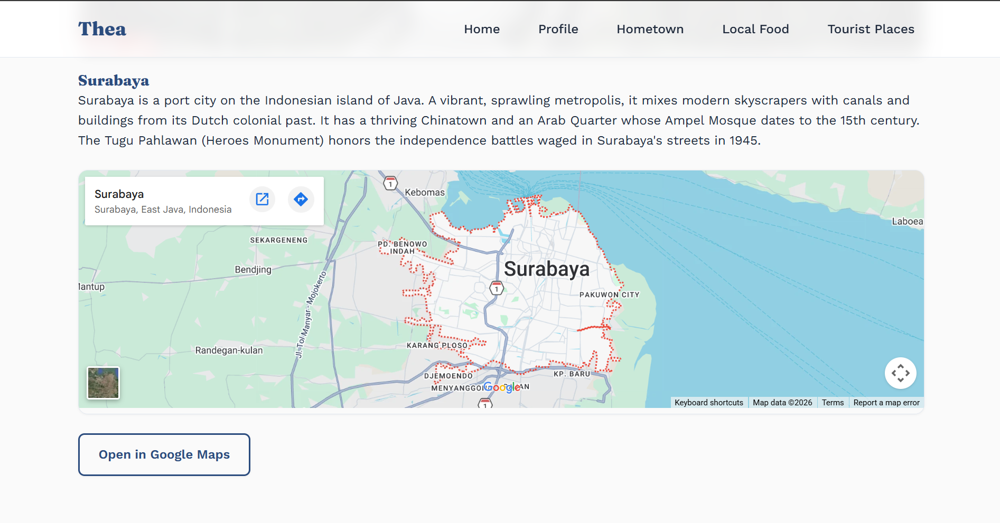 Thea
Home
Profile
Hometown
Local Food
Tourist Places
Surabaya
Surabaya is a port city on the Indonesian island of Java. A vibrant, sprawling metropolis, it mixes modern skyscrapers with canals and
buildings from its Dutch colonial past. It has a thriving Chinatown and an Arab Quarter whose Ampel Mosque dates to the 15th century.
The Tugu Pahlawan (Heroes Monument) honors the independence battles waged in Surabaya's streets in 1945.
Surabaya
Surabaya, East Java, Indonesia
1
Kebomas
Laboea
SEKARGENENG
PD. BENOWO
INDAH
Bendjing
Surabaya
lantup
1
PAKUWON CITY
Jl. Tol Manyar - Mojokerto
KARANG PLOSO
Randegan-kulan
DJEMOENDO
KP. BARU
Google
1
Keyboard shortcuts
Map data ©2026
Terms
Report a map error
Open in Google Maps